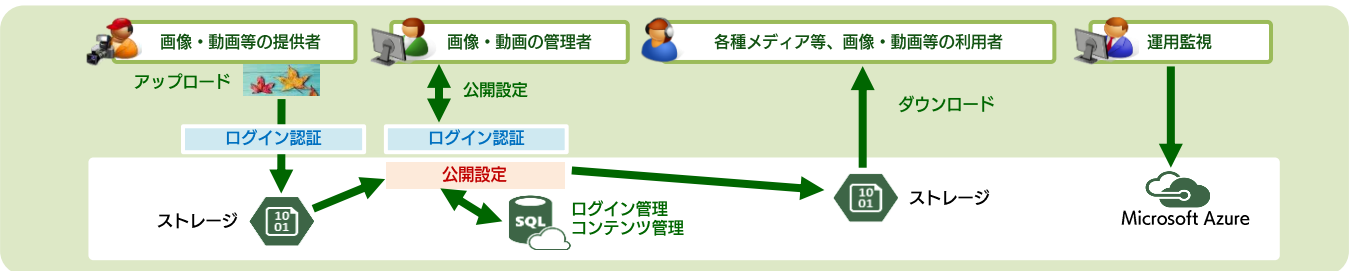 画像・動画等の提供者
画像・動画の管理者
各種メディア等、画像・動画等の利用者
運用監視
アップロード
公開設定
ダウンロード
ログイン認証
ログイン認証
公開設定
ストレージ
10
01
SQL
ログイン管理
コンテンツ管理
10
01
ストレージ
Microsoft Azure